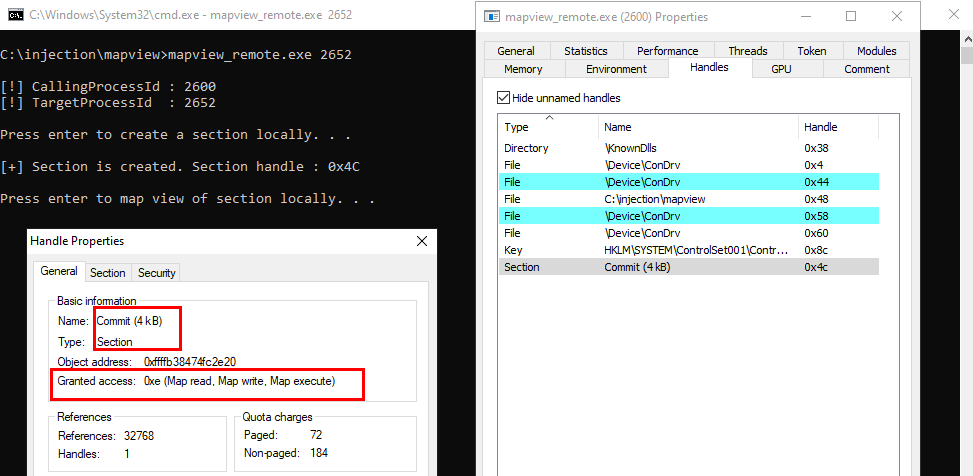 C:\Windows\System32\cmd.exe - mapview_remote.exe 2652
C:\injection\mapview>mapview_remote.exe 2652
[!] CallingProcessId : 2600
[!] TargetProcessId  : 2652
Press enter to create a section locally. . .
[+] Section is created. Section handle : 0x4C
Press enter to map view of section locally. . .
Handle Properties
General Section Security
Basic information
Name: Commit (4 kB)
Type: Section
Object address: 0xffffb38474fc2e20
Granted access: 0xe (Map read, Map write, Map execute)
References
References: 32768
Handles: 1
Quota charges
Paged: 72
Non-paged: 184
mapview_remote.exe (2600) Properties
General Statistics Performance Threads Token Modules
Memory Environment Handles GPU Comment
Hide unnamed handles
Type Name Handle
Directory \KnownDlls 0x38
File \Device\ConDrv 0x4
File \Device\ConDrv 0x44
File C:\injection\mapview 0x48
File \Device\ConDrv 0x58
File \Device\ConDrv 0x60
Key HKLM\SYSTEM\ControlSet001\Contr... 0x8c
Section Commit (4 kB) 0x4c